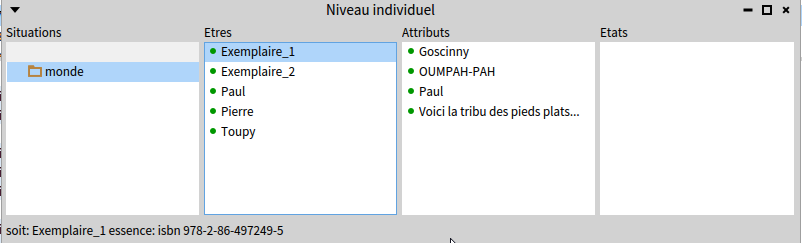 Niveau individuel
Situations Etres Attributs Etats
Exemplaire_1 Goscinny
monde Exemplaire_2 OUMPAH-PAH
Paul Paul
Pierre Voici la tribu des pieds plats...
Toupy
soit: Exemplaire_1 essence: isbn 978-2-86-497249-5